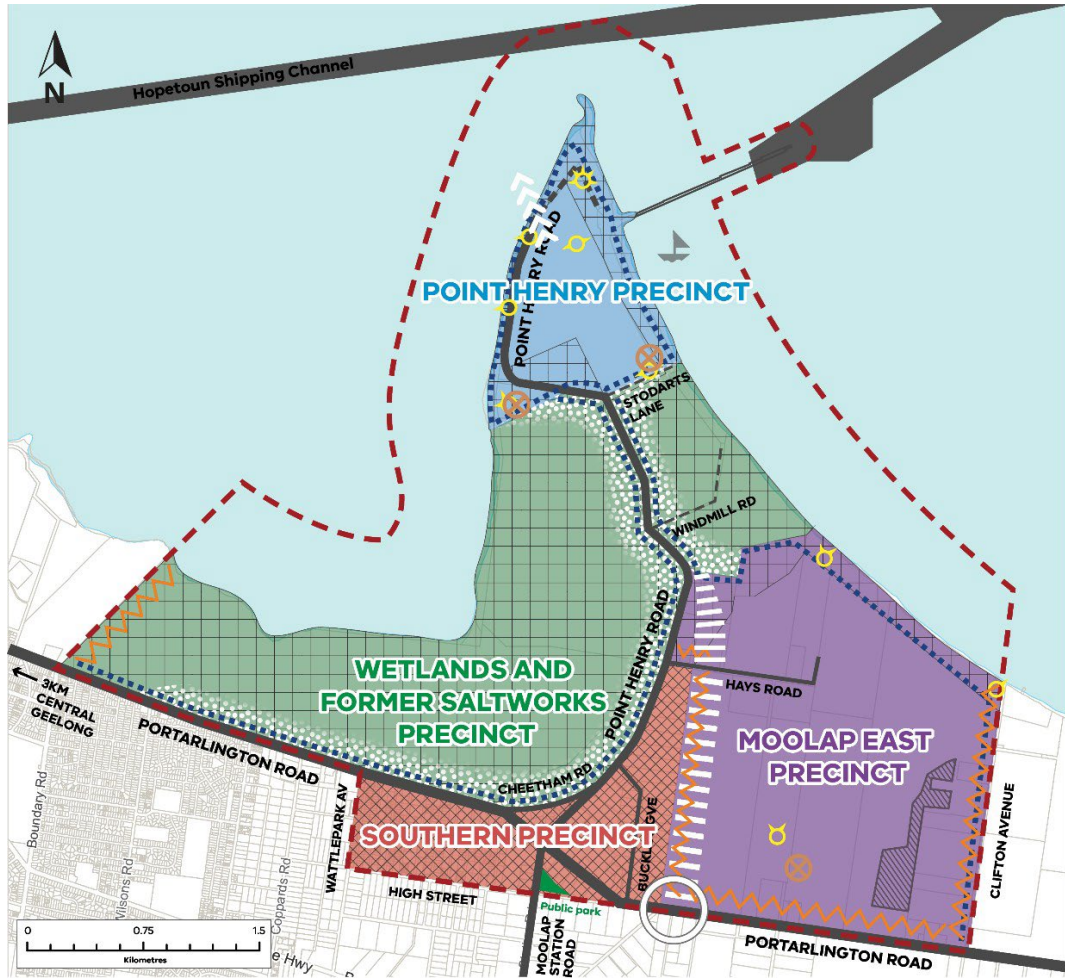 N
Hopetoun Shipping Channel
POINT HENRY ROAD
POINT HENRY PRECINCT
STODARTS
LANE
WINDMILL RD
POINT HENRY ROAD
WETLANDS AND
FORMER SALTWORKS
PRECINCT
HAYS ROAD
3KM
CENTRAL
GEELONG
PORTARLINGTON ROAD
MOOLAP EAST
PRECINCT
CHEETHAM RD
CLIFTON AVENUE
Boundary Rd
Wilsons Rd
Coppards Rd
WATTLEPARK AV
SOUTHERN PRECINCT
HIGH STREET
Public park
MOOLAP
STATION
ROAD
PORTARLINGTON ROAD
0
0.75
1.5
Kilometres